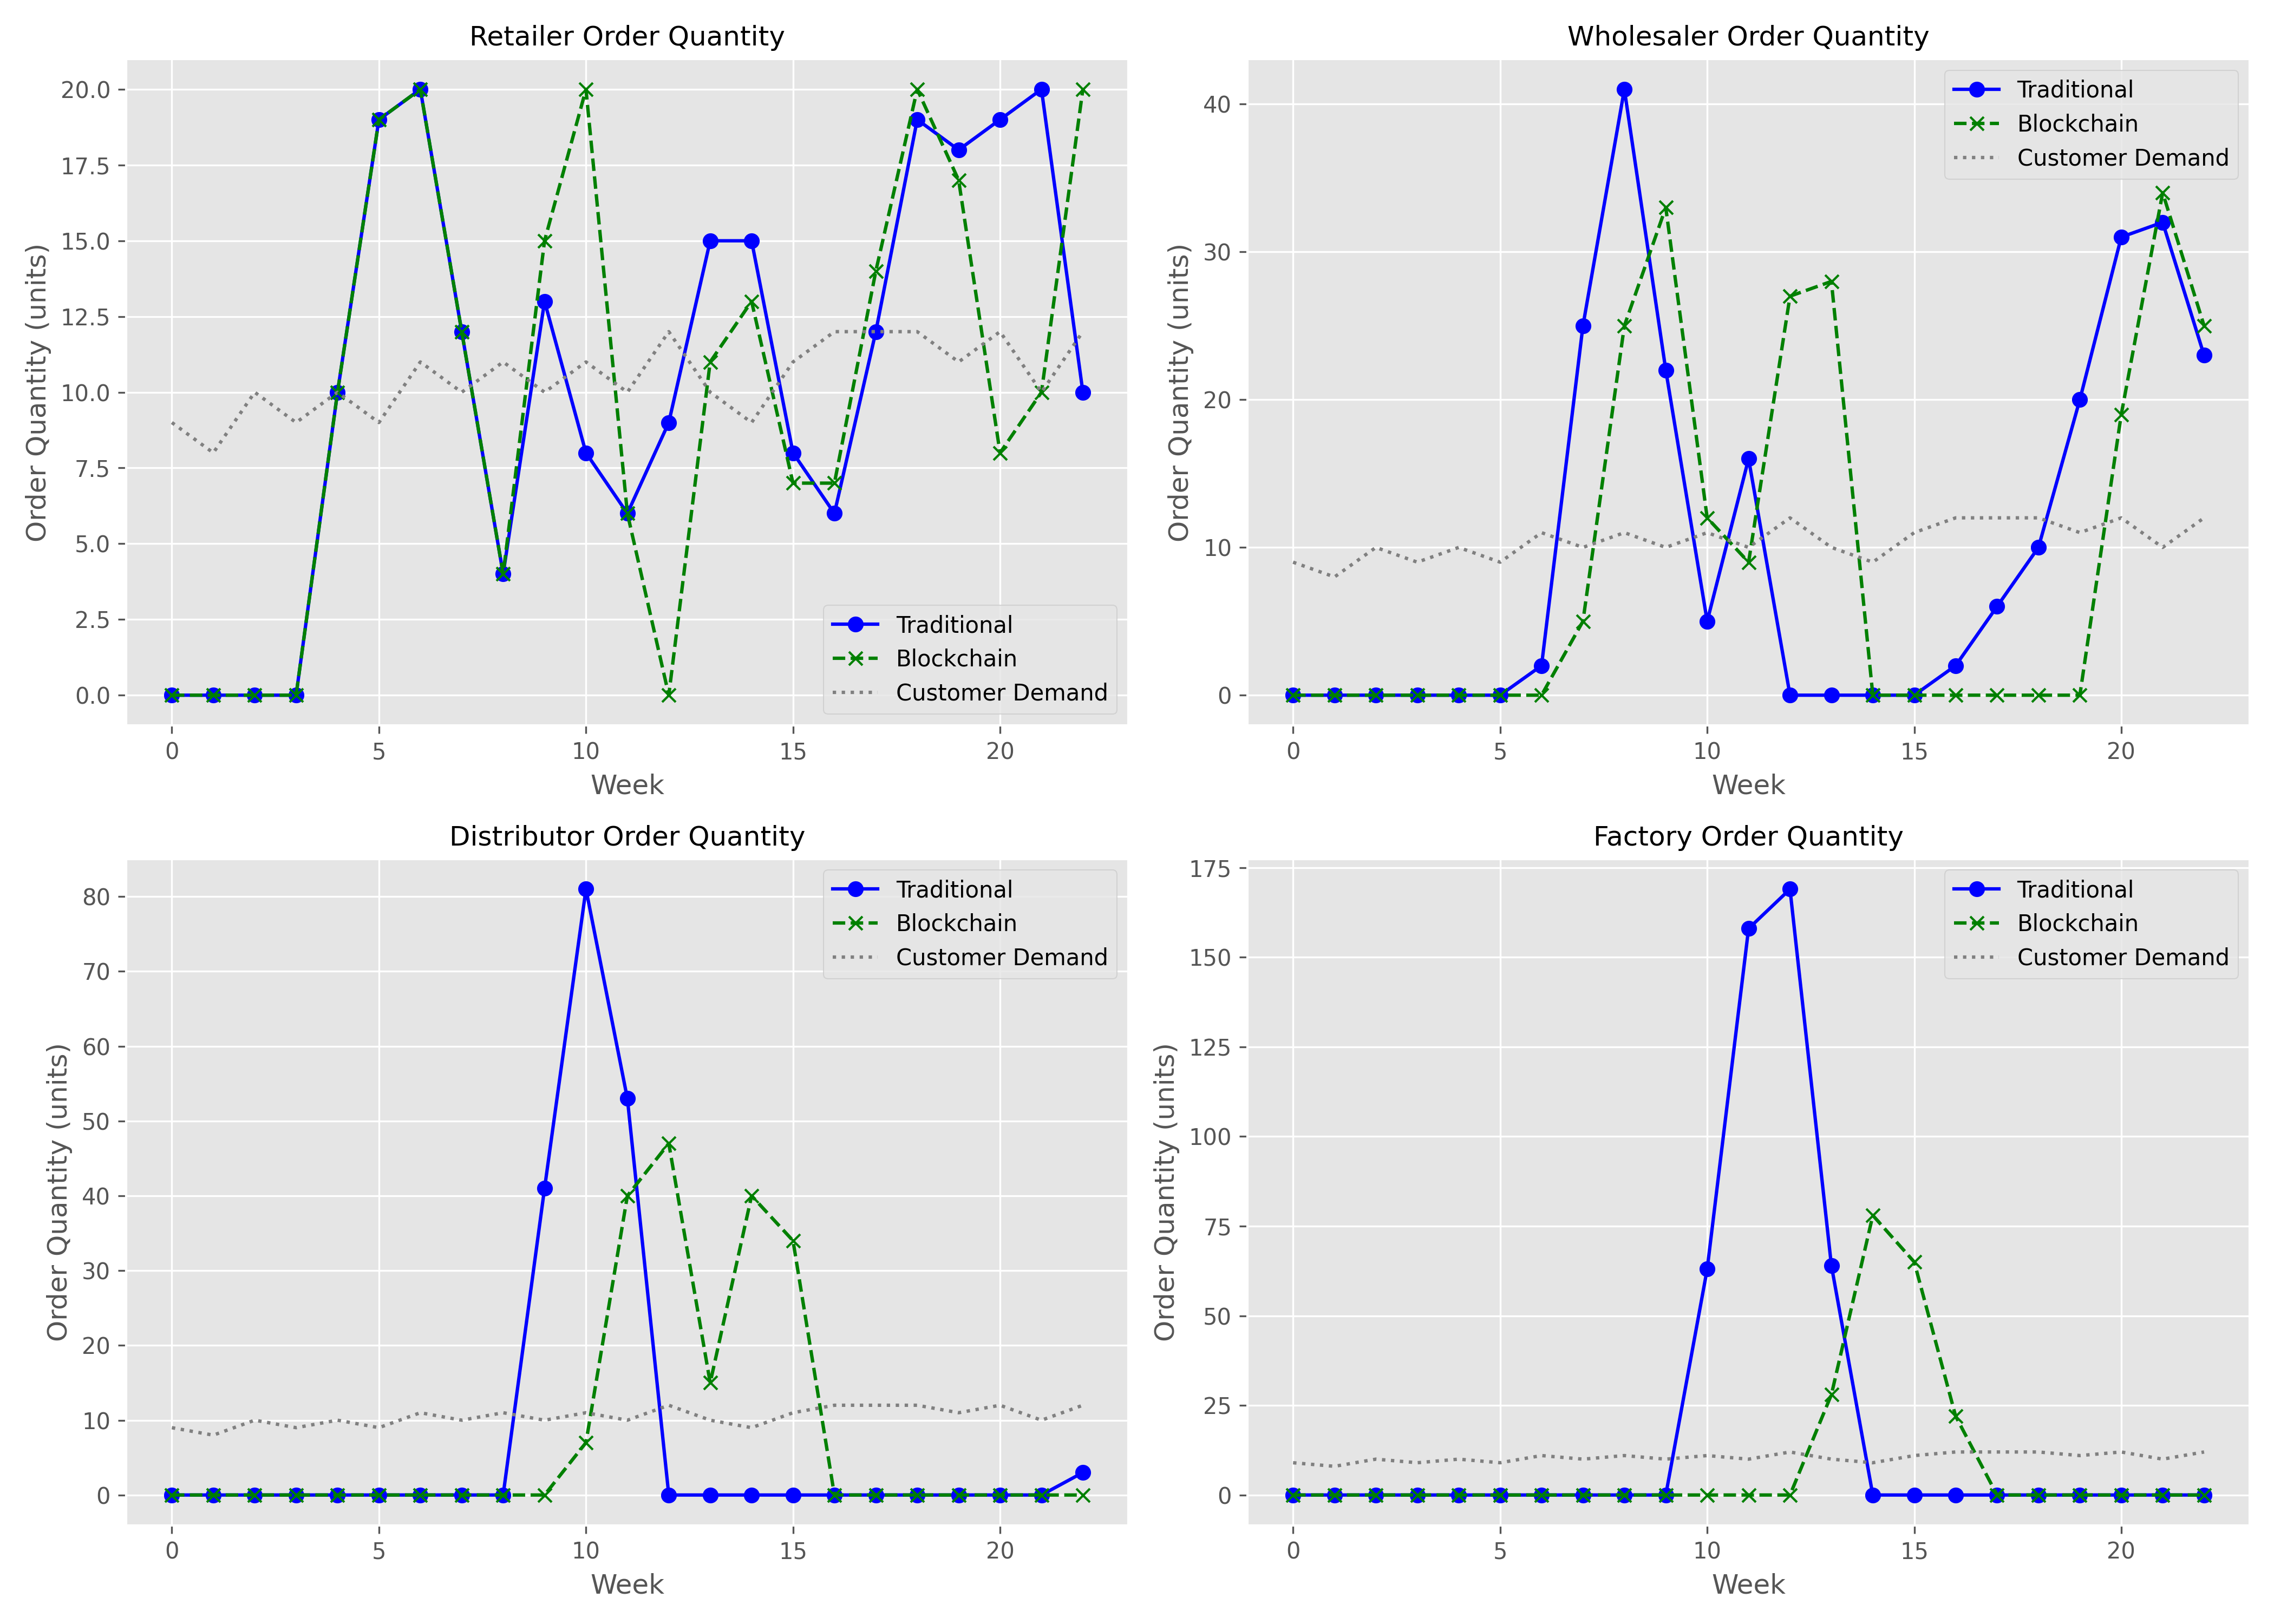 Retailer Order Quantity
Order Quantity (units)
20.0
17.5
15.0
12.5
10.0
7.5
5.0
2.5
0.0
Traditional
Blockchain
Customer Demand
0 5 10 15 20
Week
Wholesaler Order Quantity
Order Quantity (units)
40
30
20
10
0
Traditional
Blockchain
Customer Demand
0 5 10 15 20
Week
Distributor Order Quantity
Order Quantity (units)
80
70
60
50
40
30
20
10
0
Traditional
Blockchain
Customer Demand
0 5 10 15 20
Week
Factory Order Quantity
Order Quantity (units)
175
150
125
100
75
50
25
0
Traditional
Blockchain
Customer Demand
0 5 10 15 20
Week